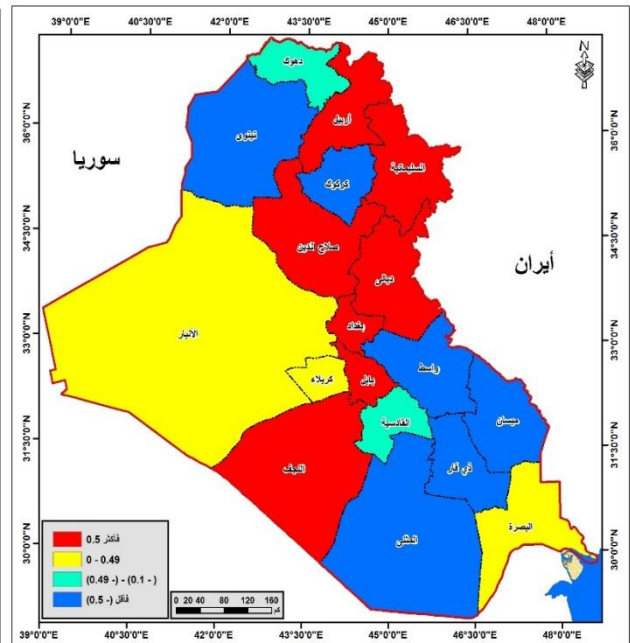 39°0'0"E 40°30'0"E 42°0'0"E 43°30'0"E 45°0'0"E 46°30'0"E 48°0'0"E
N
دهوك
36°0'0"N 36°0'0"N
أربيل
نينوى
السليمانية
سوريا
كركوك
34°30'0"N 34°30'0"N
صلاح الدين
ديالى
أيران
33°0'0"N 33°0'0"N
الانبار
بغداد
واسط
كربلاء
بابل
القادسية
ميسان
31°30'0"N 31°30'0"N
النجف
ذي قار
البصرة
المثنى
30°0'0"N 30°0'0"N
0.5 فأكثر
0 - 0.49
(-0.1) - (-0.49)
فأقل (-0.5)
0 20 40 80 120 160
كم
39°0'0"E 40°30'0"E 42°0'0"E 43°30'0"E 45°0'0"E 46°30'0"E 48°0'0"E